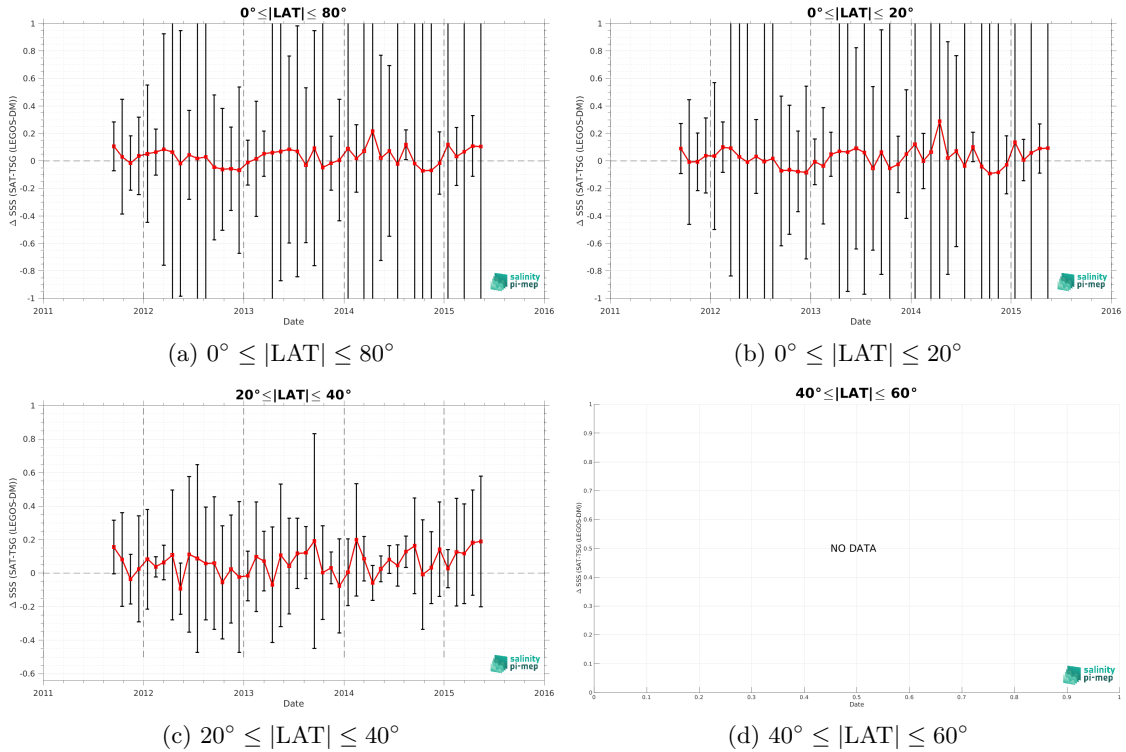 0°≤|LAT|≤ 80°
Δ SSS (SAT-TSG (LEGOS-DM))
1
0.8
0.6
0.4
0.2
0
-0.2
-0.4
-0.6
-0.8
-1
2011
2012
2013
2014
2015
2016
Date
salinity
pi-mep
(a) 0° ≤ |LAT| ≤ 80°
0°≤|LAT|≤ 20°
Δ SSS (SAT-TSG (LEGOS-DM))
1
0.8
0.6
0.4
0.2
0
-0.2
-0.4
-0.6
-0.8
-1
2011
2012
2013
2014
2015
2016
Date
salinity
pi-mep
(b) 0° ≤ |LAT| ≤ 20°
20°≤|LAT|≤ 40°
Δ SSS (SAT-TSG (LEGOS-DM))
1
0.8
0.6
0.4
0.2
0
-0.2
-0.4
-0.6
2011
2012
2013
2014
2015
2016
Date
salinity
pi-mep
(c) 20° ≤ |LAT| ≤ 40°
40°≤|LAT|≤ 60°
Δ SSS (SAT-TSG (LEGOS-DM))
1
0.9
0.8
0.7
0.6
0.5
0.4
0.3
0.2
0.1
0
NO DATA
0
0.1
0.2
0.3
0.4
0.5
0.6
0.7
0.8
0.9
1
Date
salinity
pi-mep
(d) 40° ≤ |LAT| ≤ 60°